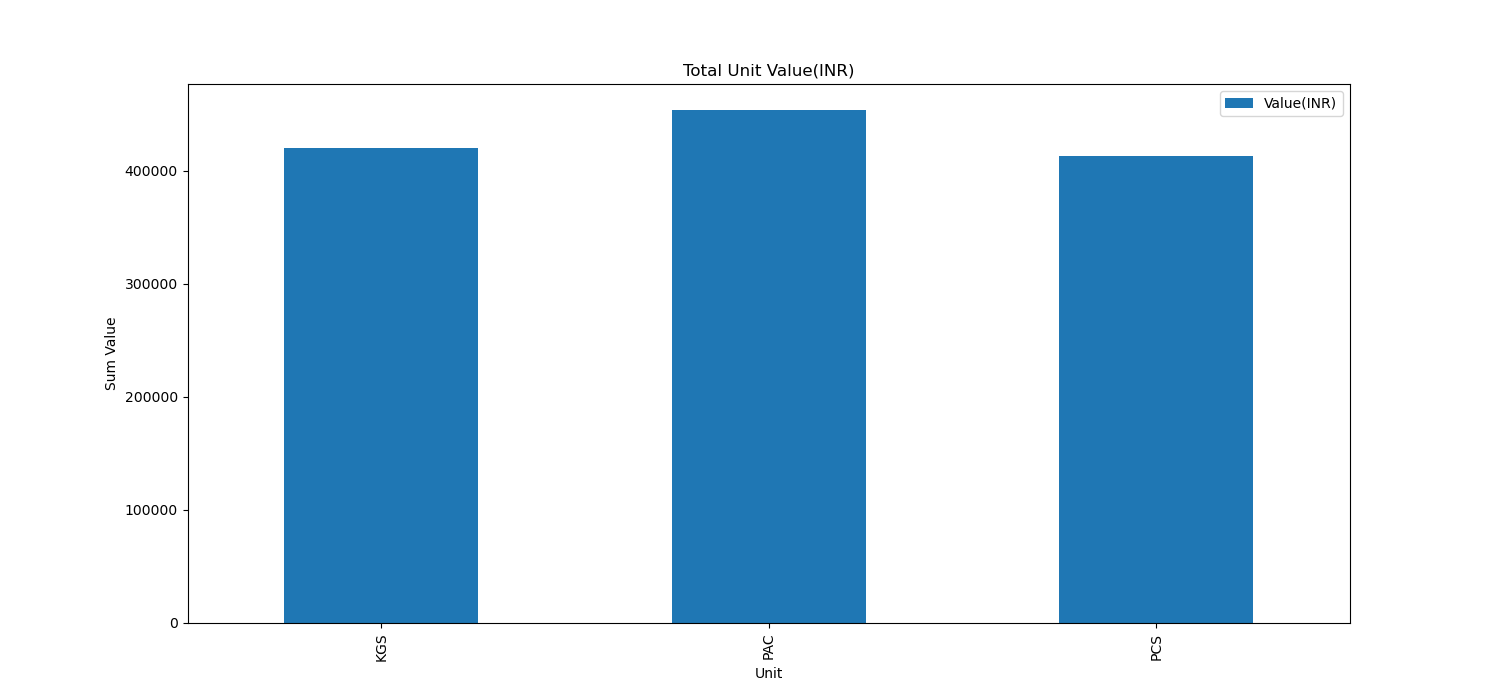 Total Unit Value(INR)
Value(INR)
400000
300000
200000
100000
0
Sum Value
KGS
PAC
PCS
Unit